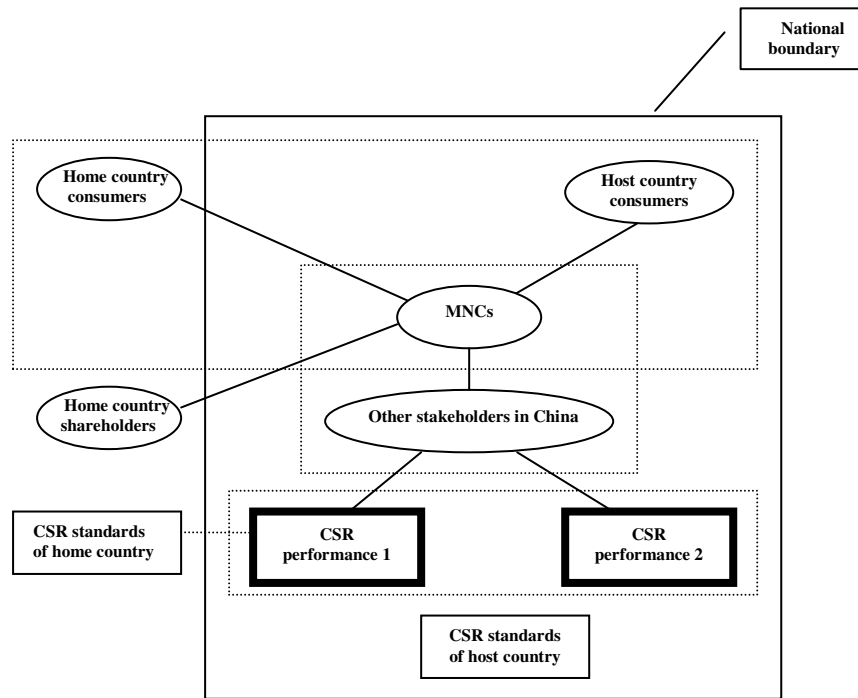 National
boundary
Home country
consumers
Host country
consumers
MNCs
Home country
shareholders
Other stakeholders in China
CSR standards
of home country
CSR
performance 1
CSR
performance 2
CSR standards
of host country